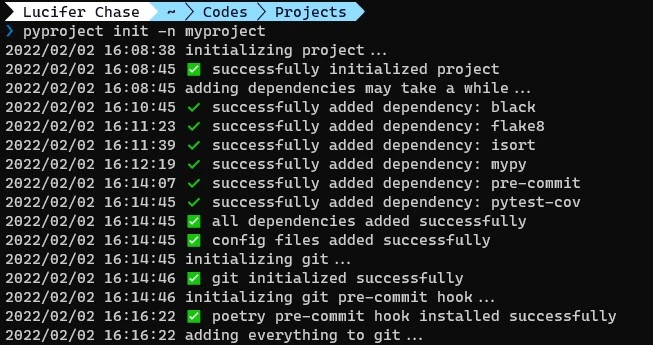 Lucifer Chase ~ Codes Projects
❯ pyproject init -n myproject
2022/02/02 16:08:38 initializing project...
2022/02/02 16:08:45 ✅ successfully initialized project
2022/02/02 16:08:45 adding dependencies may take a while...
2022/02/02 16:10:45 ✓ successfully added dependency: black
2022/02/02 16:11:23 ✓ successfully added dependency: flake8
2022/02/02 16:11:39 ✓ successfully added dependency: isort
2022/02/02 16:12:19 ✓ successfully added dependency: mypy
2022/02/02 16:14:07 ✓ successfully added dependency: pre-commit
2022/02/02 16:14:45 ✓ successfully added dependency: pytest-cov
2022/02/02 16:14:45 ✅ all dependencies added successfully
2022/02/02 16:14:45 ✅ config files added successfully
2022/02/02 16:14:45 initializing git...
2022/02/02 16:14:46 ✅ git initialized successfully
2022/02/02 16:14:46 initializing git pre-commit hook...
2022/02/02 16:16:22 ✅ poetry pre-commit hook installed successfully
2022/02/02 16:16:22 adding everything to git...